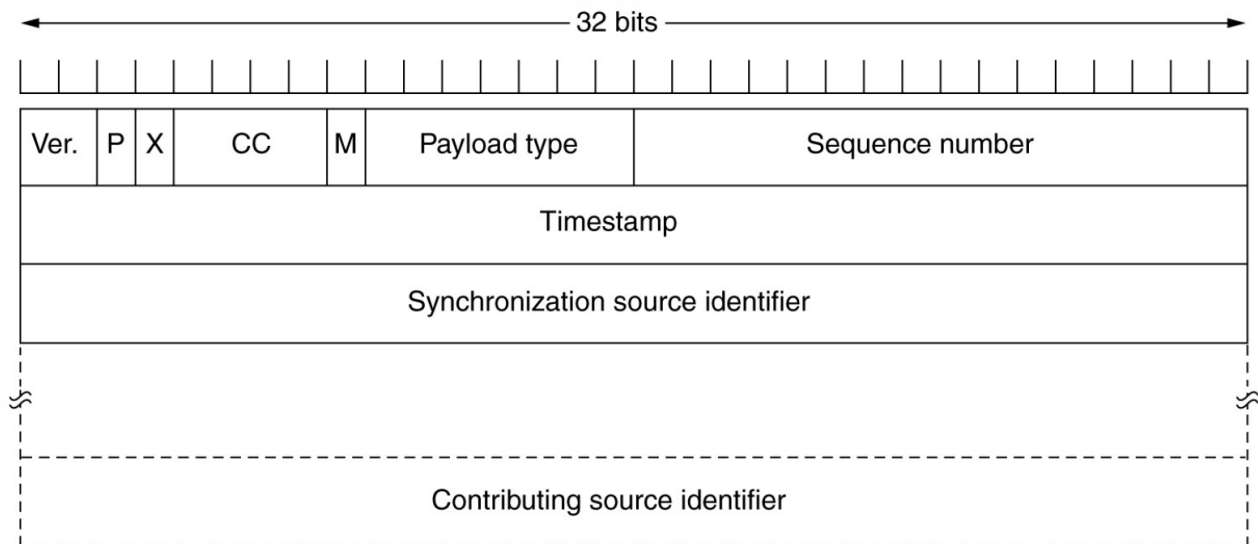 32 bits
Ver. P X CC M Payload type Sequence number
Timestamp
Synchronization source identifier
Contributing source identifier